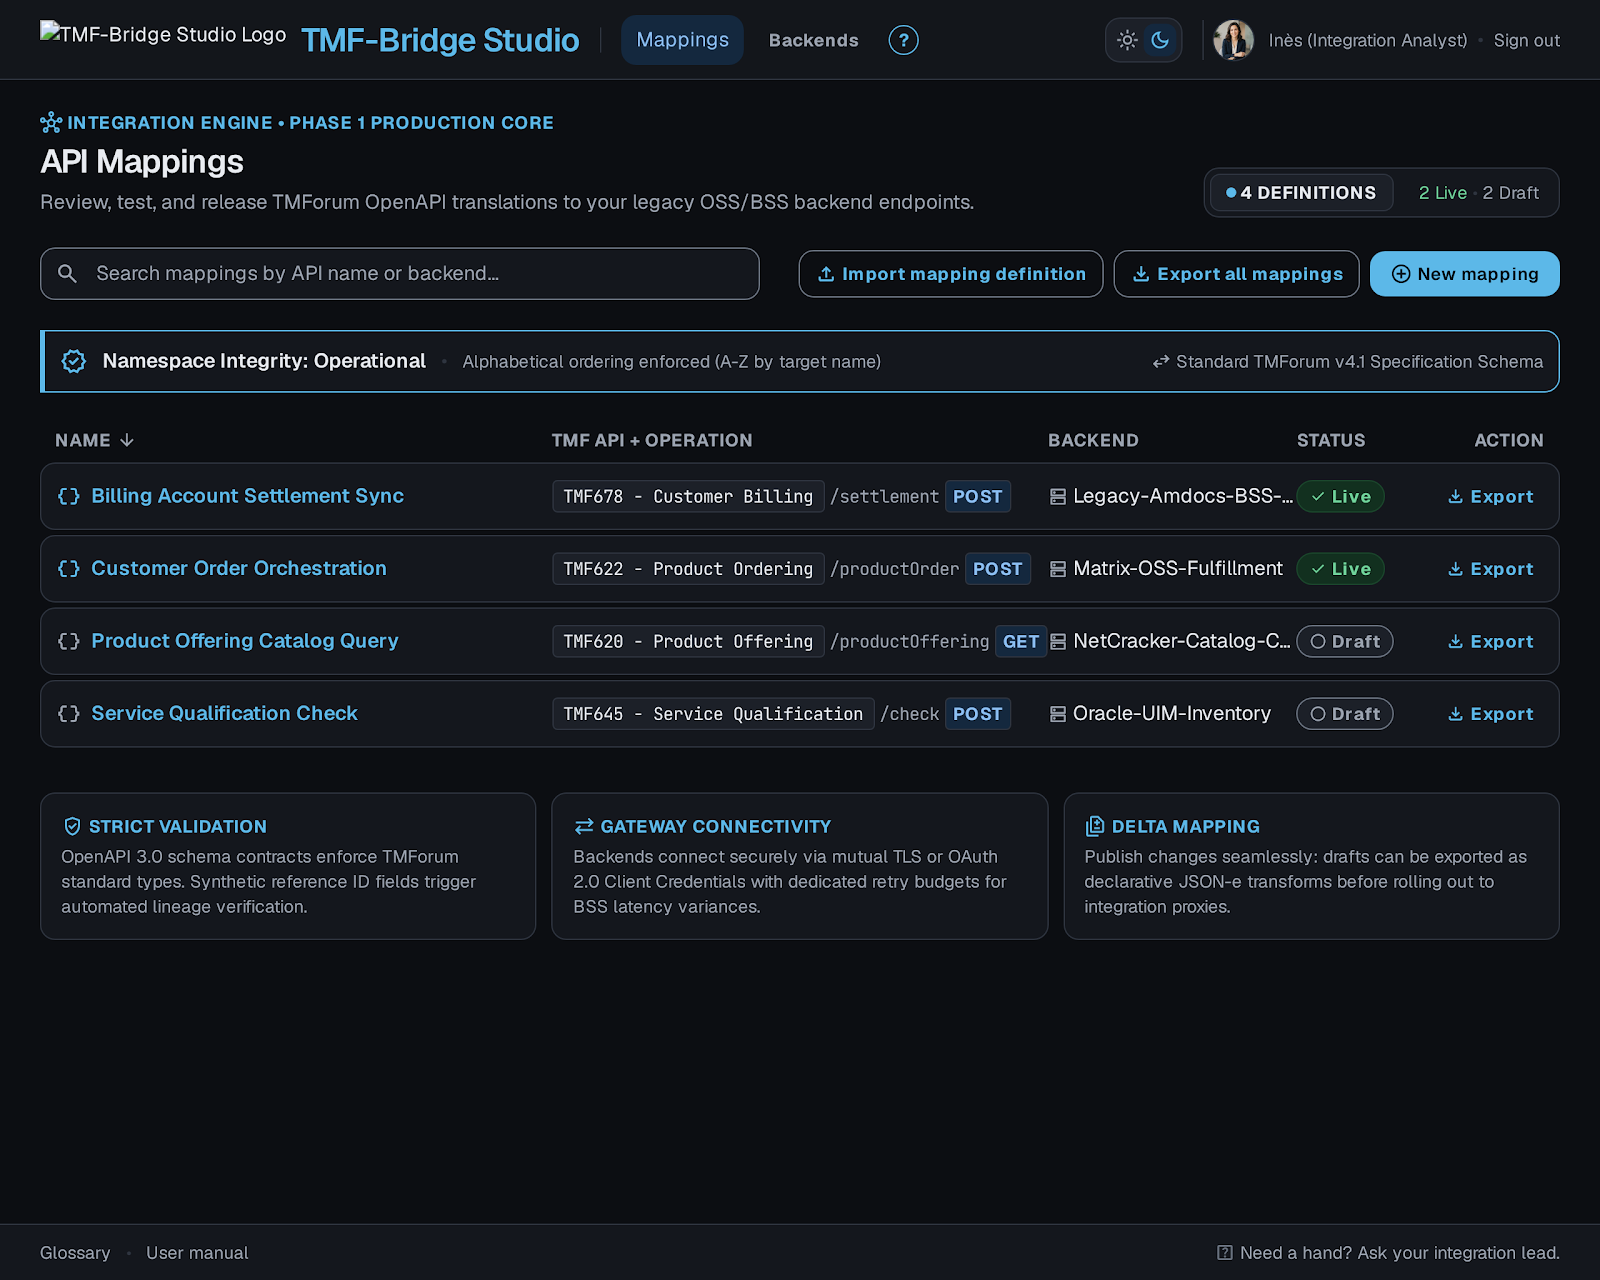 TMF-Bridge Studio Logo TMF-Bridge Studio Mappings Backends ? Inès (Integration Analyst) • Sign out
INTEGRATION ENGINE • PHASE 1 PRODUCTION CORE
API Mappings
Review, test, and release TMForum OpenAPI translations to your legacy OSS/BSS backend endpoints.
4 DEFINITIONS 2 Live • 2 Draft
Search mappings by API name or backend... Import mapping definition Export all mappings New mapping
Namespace Integrity: Operational • Alphabetical ordering enforced (A-Z by target name) Standard TMForum v4.1 Specification Schema
NAME TMF API + OPERATION BACKEND STATUS ACTION
Billing Account Settlement Sync TMF678 - Customer Billing /settlement POST Legacy-Amdocs-BSS-... Live Export
Customer Order Orchestration TMF622 - Product Ordering /productOrder POST Matrix-OSS-Fulfillment Live Export
Product Offering Catalog Query TMF620 - Product Offering /productOffering GET NetCracker-Catalog-C... Draft Export
Service Qualification Check TMF645 - Service Qualification /check POST Oracle-UIM-Inventory Draft Export
STRICT VALIDATION
OpenAPI 3.0 schema contracts enforce TMForum
standard types. Synthetic reference ID fields trigger
automated lineage verification.
GATEWAY CONNECTIVITY
Backends connect securely via mutual TLS or OAuth
2.0 Client Credentials with dedicated retry budgets for
BSS latency variances.
DELTA MAPPING
Publish changes seamlessly: drafts can be exported as
declarative JSON-e transforms before rolling out to
integration proxies.
Glossary • User manual ? Need a hand? Ask your integration lead.